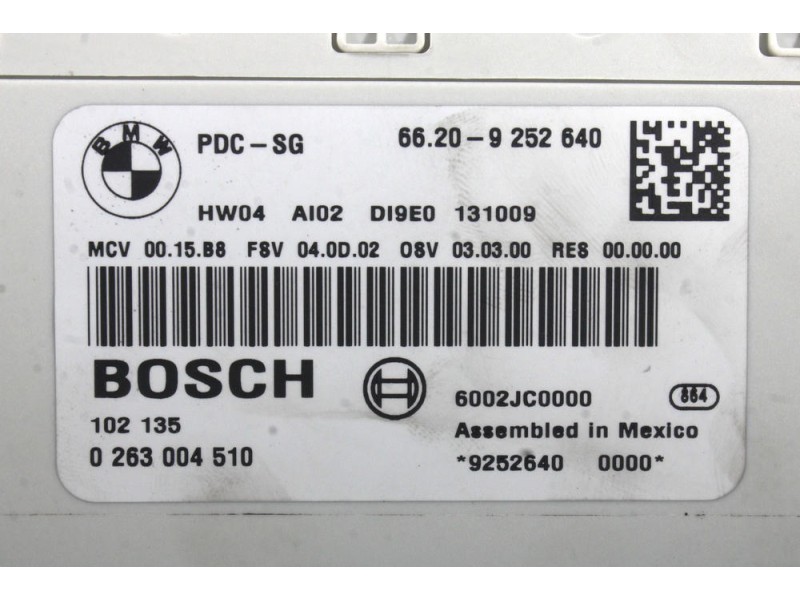 BMW
PDC-SG 66.20-9 252 640
HW04 AI02 DI9E0 131009
MCV 00.15.B8 FSV 04.0D.02 OSV 03.03.00 RES 00.00.00
BOSCH
6002JC0000 664
102 135 Assembled in Mexico
0 263 004 510 *9252640 0000*